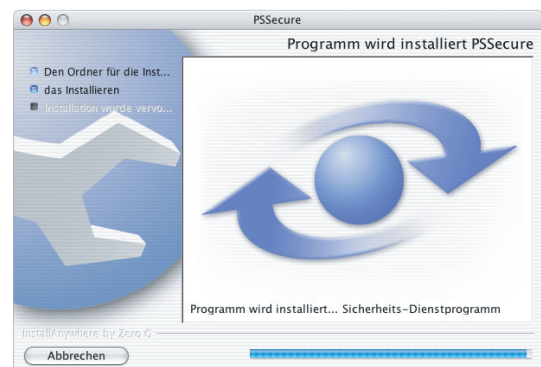 PSSecure
Programm wird installiert PSSecure
Den Ordner für die Inst...
das Installieren
Installation wurde vervo...
Programm wird installiert... Sicherheits-Dienstprogramm
InstallAnywhere by Zero G
Abbrechen